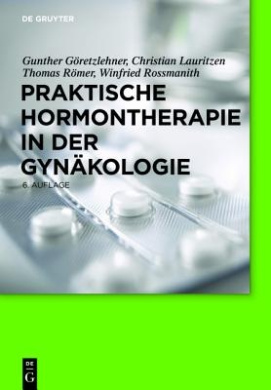 DE GRUYTER
Gunther Göretzlehner, Christian Lauritzen
Thomas Römer, Winfried Rossmanith
PRAKTISCHE
HORMONTHERAPIE
IN DER
GYNÄKOLOGIE
6. AUFLAGE
DE
G